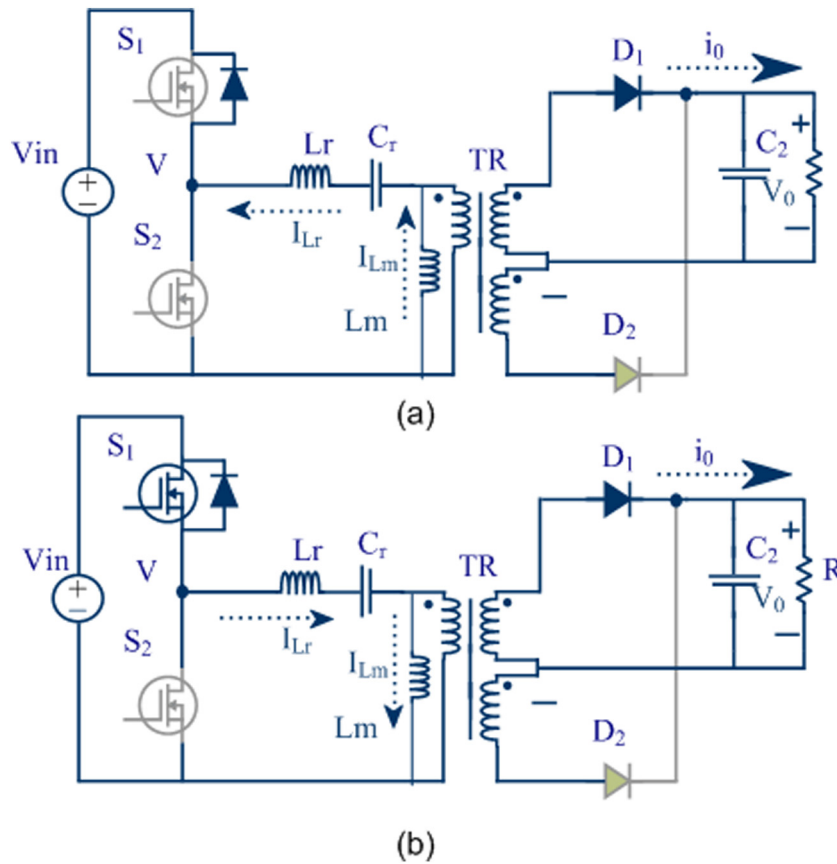 S1
D1
i0
Lr
Cr
TR
Vin
V
C2
+
V0
−
S2
ILr
ILm
Lm
−
D2
(a)
S1
D1
i0
Lr
Cr
TR
Vin
V
C2
+
R
V0
−
S2
ILr
ILm
Lm
−
D2
(b)